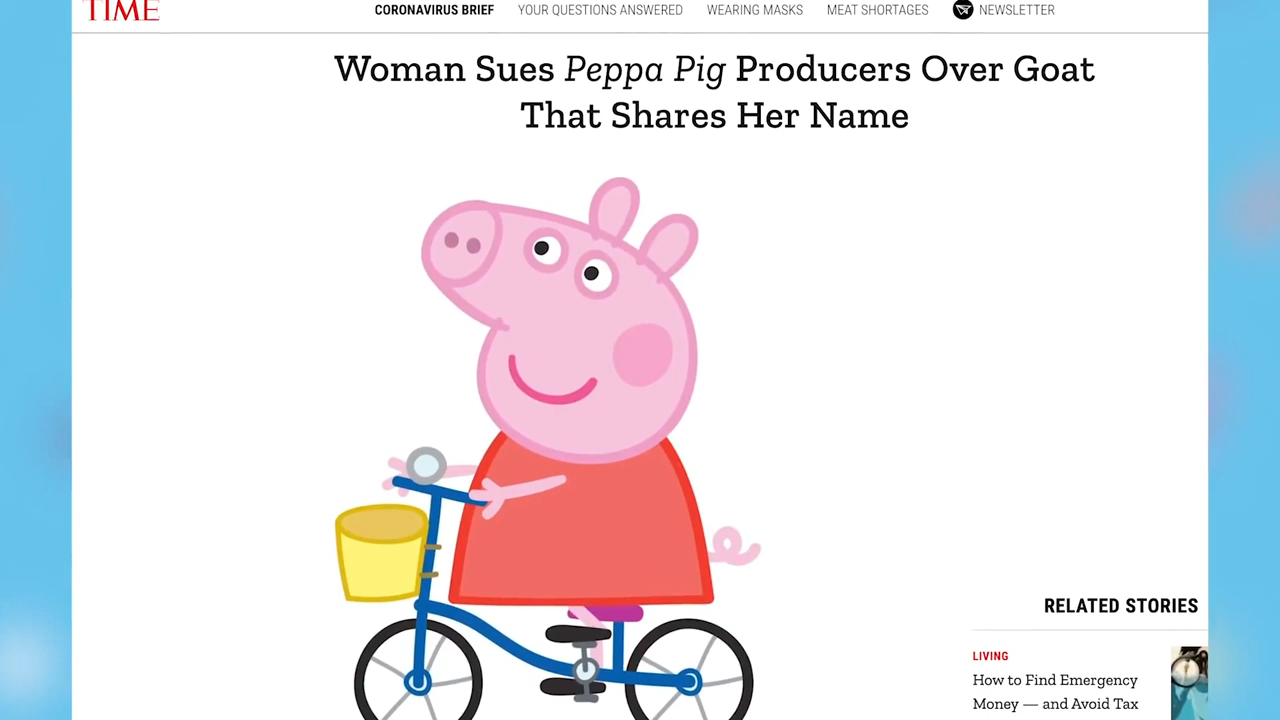 TIME
CORONAVIRUS BRIEF YOUR QUESTIONS ANSWERED WEARING MASKS MEAT SHORTAGES NEWSLETTER
Woman Sues Peppa Pig Producers Over Goat
That Shares Her Name
RELATED STORIES
LIVING
How to Find Emergency
Money — and Avoid Tax